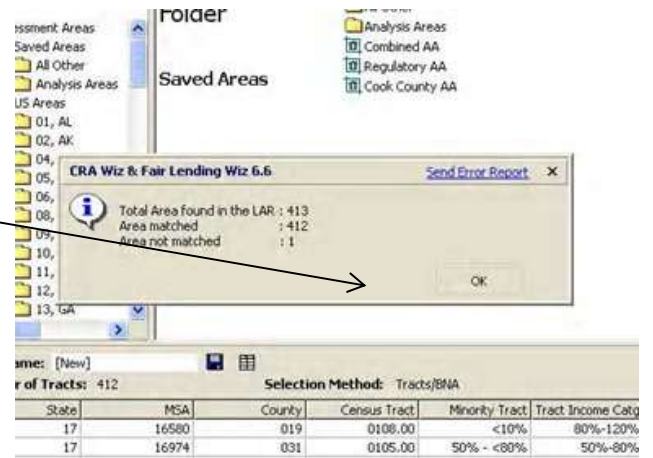 essment Areas
Saved Areas
All Other
Analysis Areas
US Areas
01, AL
02, AK
04,
05,
06,
08,
09,
10,
11,
12,
13, GA
Folder
Saved Areas
Analysis Areas
Combined AA
Regulatory AA
Cook County AA
CRA Wiz & Fair Lending Wiz 6.6 Send Error Report X
Total Area found in the LAR : 413
Area matched : 412
Area not matched : 1
OK
ame: [New]
r of Tracts: 412 Selection Method: Tracts/BNA
State MSA County Census Tract Minority Tract Tract Income Catg
17 16580 019 0108.00 <10% 80%-120%
17 16974 031 0105.00 50% - <80% 50%-80%